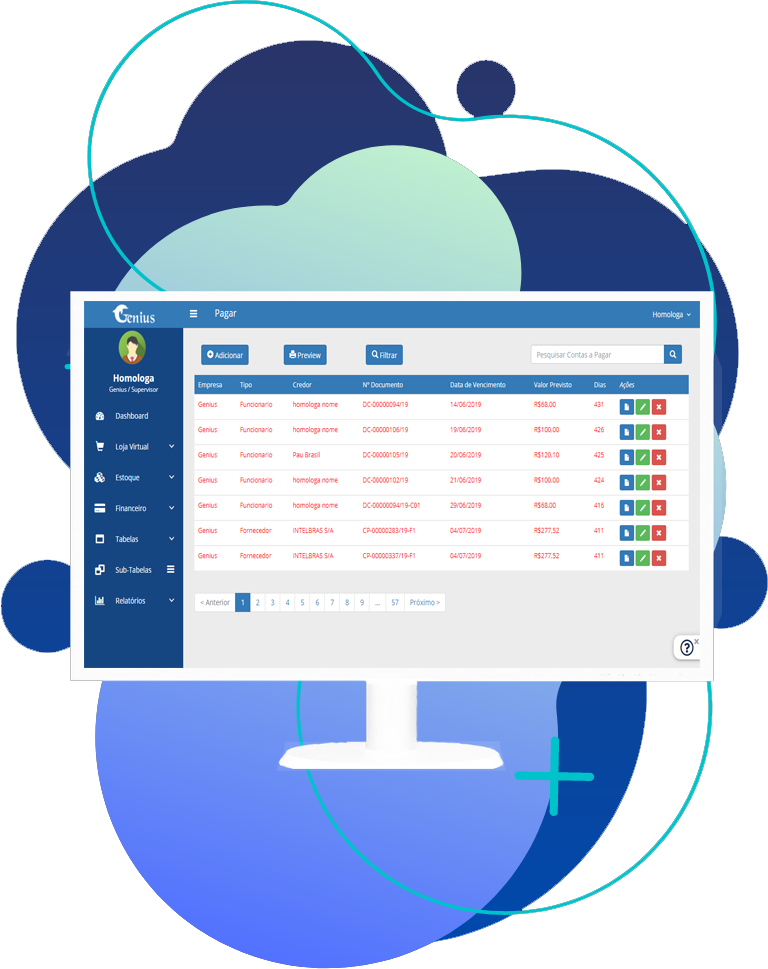 Genius
Pagar
Homologa
Homologa
Genius / Supervisor
Dashboard
Loja Virtual
Estoque
Financeiro
Tabelas
Sub-Tabelas
Relatórios
Adicionar
Preview
Filtrar
Pesquisar Contas a Pagar
Empresa Tipo Credor Nº Documento Data de Vencimento Valor Previsto Dias Ações
Genius Funcionario homologa nome DC-00000094/19 14/06/2019 R$68,00 431
Genius Funcionario homologa nome DC-00000106/19 19/06/2019 R$100,00 426
Genius Funcionario Pau Brasil DC-00000105/19 20/06/2019 R$120,10 425
Genius Funcionario homologa nome DC-00000102/19 21/06/2019 R$100,00 424
Genius Funcionario homologa nome DC-00000094/19-C01 29/06/2019 R$68,00 416
Genius Fornecedor INTELBRAS S/A CP-00000283/19-F1 04/07/2019 R$277,52 411
Genius Fornecedor INTELBRAS S/A CP-00000337/19-F1 04/07/2019 R$277,52 411
< Anterior 1 2 3 4 5 6 7 8 9 ... 57 Próximo >
?